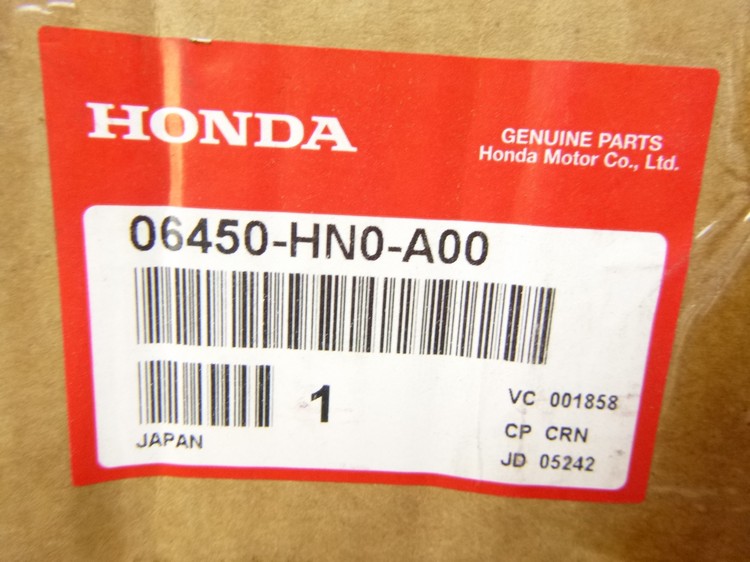 HONDA
GENUINE PARTS
Honda Motor Co., Ltd.
06450-HN0-A00
1
VC 001858
CP CRN
JAPAN
JD 05242